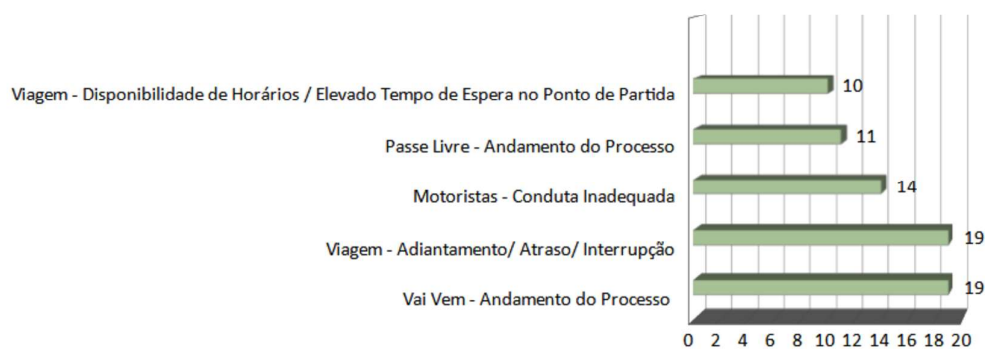 Viagem - Disponibilidade de Horários / Elevado Tempo de Espera no Ponto de Partida
10
Passe Livre - Andamento do Processo
11
Motoristas - Conduta Inadequada
14
Viagem - Adiantamento/ Atraso/ Interrupção
19
Vai Vem - Andamento do Processo
19
0 2 4 6 8 10 12 14 16 18 20